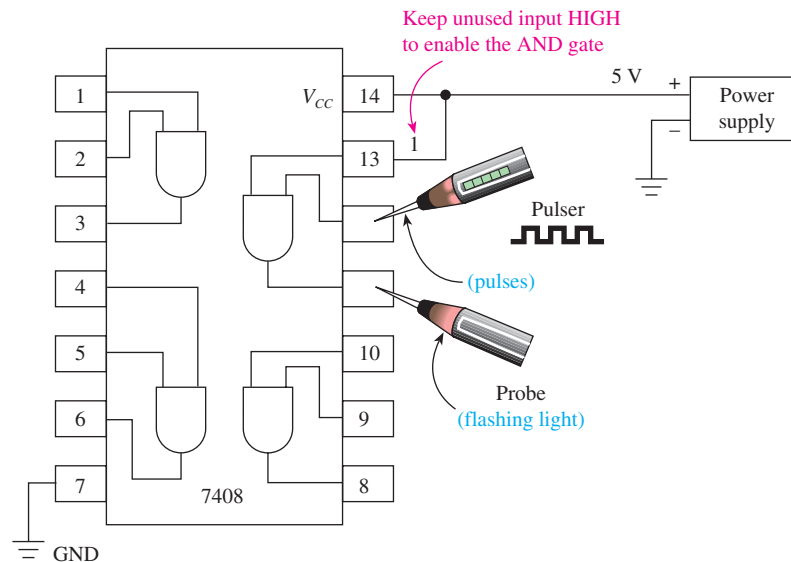 Keep unused input HIGH
to enable the AND gate
5 V
+
−
Power
supply
1
2
3
4
5
6
7
V_CC
14
13
1
10
9
8
Pulser
(pulses)
Probe
(flashing light)
7408
GND